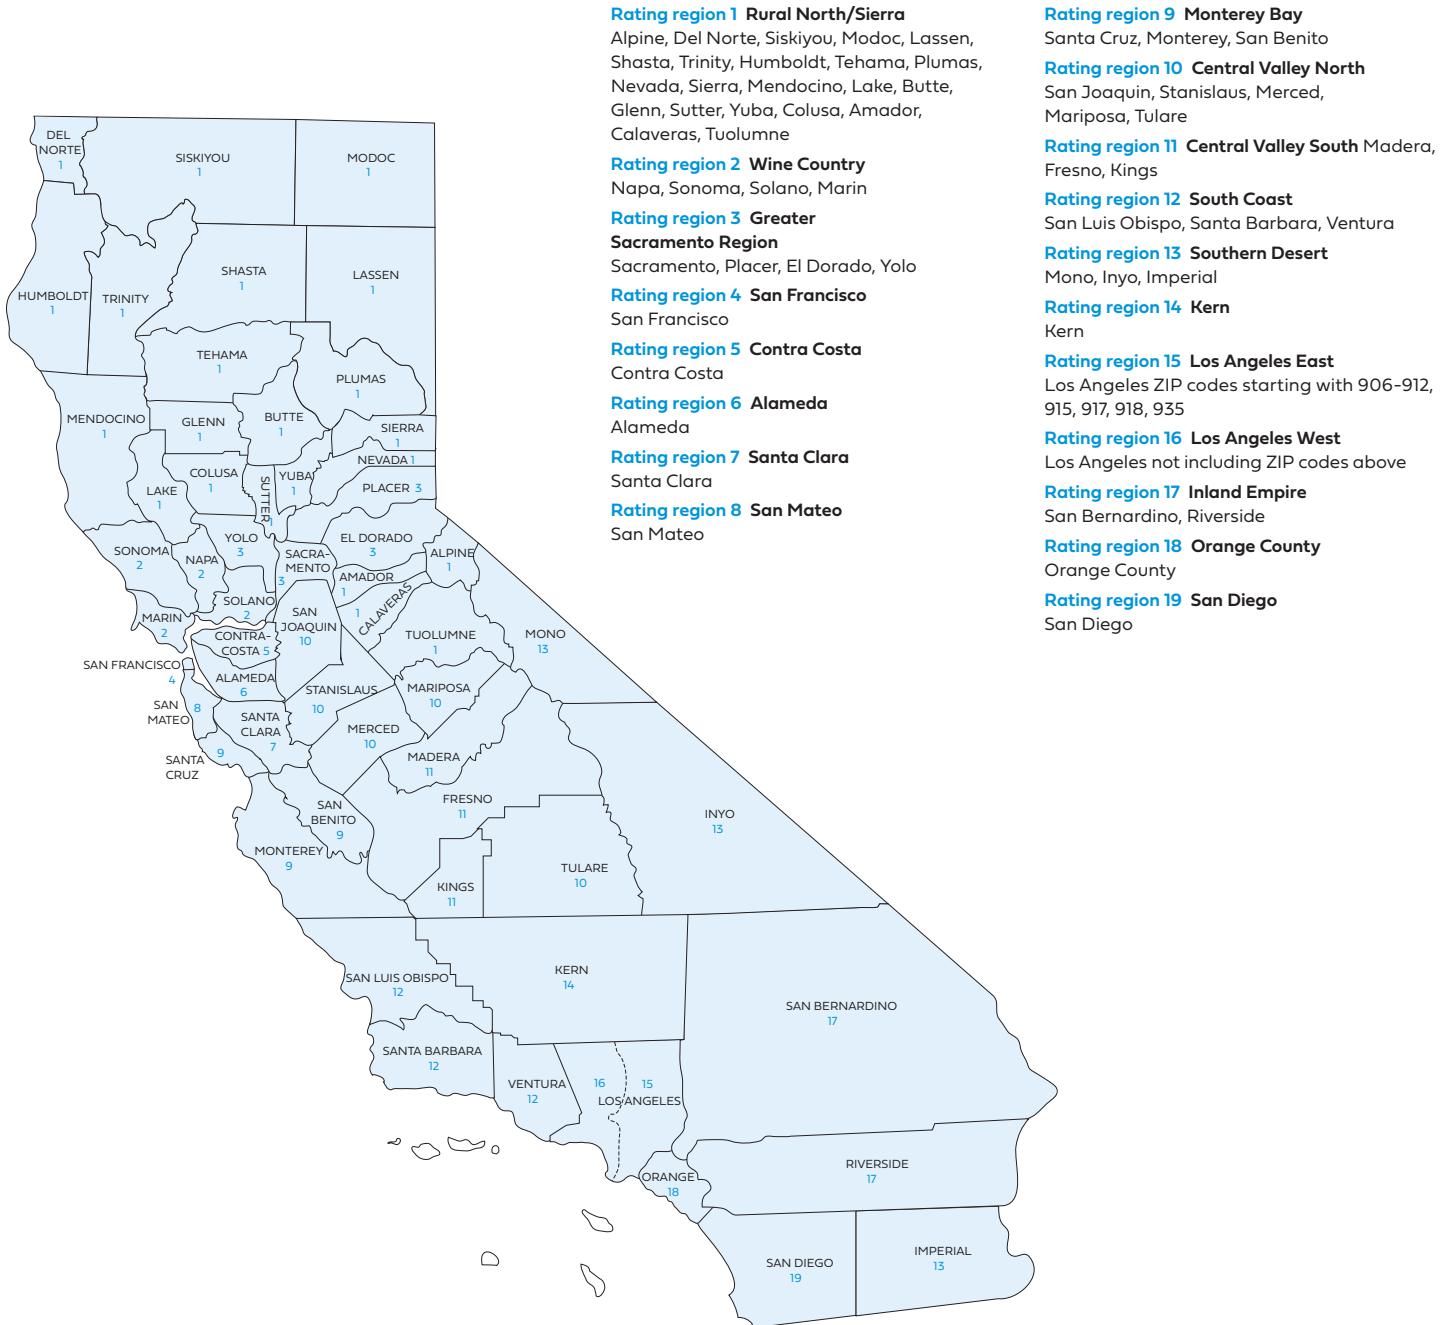 Rating region 1 Rural North/Sierra
Alpine, Del Norte, Siskiyou, Modoc, Lassen,
Shasta, Trinity, Humboldt, Tehama, Plumas,
Nevada, Sierra, Mendocino, Lake, Butte,
Glenn, Sutter, Yuba, Colusa, Amador,
Calaveras, Tuolumne
Rating region 2 Wine Country
Napa, Sonoma, Solano, Marin
Rating region 3 Greater
Sacramento Region
Sacramento, Placer, El Dorado, Yolo
Rating region 4 San Francisco
San Francisco
Rating region 5 Contra Costa
Contra Costa
Rating region 6 Alameda
Alameda
Rating region 7 Santa Clara
Santa Clara
Rating region 8 San Mateo
San Mateo
Rating region 9 Monterey Bay
Santa Cruz, Monterey, San Benito
Rating region 10 Central Valley North
San Joaquin, Stanislaus, Merced,
Mariposa, Tulare
Rating region 11 Central Valley South Madera,
Fresno, Kings
Rating region 12 South Coast
San Luis Obispo, Santa Barbara, Ventura
Rating region 13 Southern Desert
Mono, Inyo, Imperial
Rating region 14 Kern
Kern
Rating region 15 Los Angeles East
Los Angeles ZIP codes starting with 906-912,
915, 917, 918, 935
Rating region 16 Los Angeles West
Los Angeles not including ZIP codes above
Rating region 17 Inland Empire
San Bernardino, Riverside
Rating region 18 Orange County
Orange County
Rating region 19 San Diego
San Diego
DEL
NORTE
1
SISKIYOU
1
MODOC
1
SHASTA
1
LASSEN
1
HUMBOLDT
1
TRINITY
1
TEHAMA
1
PLUMAS
1
MENDOCINO
1
GLENN
1
BUTTE
1
SIERRA
1
NEVADA 1
COLUSA
1
SUTTER
1
YUBA
1
PLACER 3
LAKE
1
SONOMA
2
NAPA
2
YOLO
3
SACRA-
MENTO
3
EL DORADO
3
ALPINE
1
AMADOR
1
CALAVERAS
1
SOLANO
2
MARIN
2
SAN
JOAQUIN
10
CONTRA-
COSTA 5
TUOLUMNE
1
MONO
13
SAN FRANCISCO
4
ALAMEDA
6
STANISLAUS
10
MARIPOSA
10
SAN
MATEO
8
SANTA
CLARA
7
MERCED
10
SANTA
CRUZ
9
MADERA
11
SAN
BENITO
9
FRESNO
11
INYO
13
MONTEREY
9
KINGS
11
TULARE
10
SAN LUIS OBISPO
12
KERN
14
SAN BERNARDINO
17
SANTA BARBARA
12
VENTURA
12
16
15
LOS ANGELES
ORANGE
18
RIVERSIDE
17
SAN DIEGO
19
IMPERIAL
13